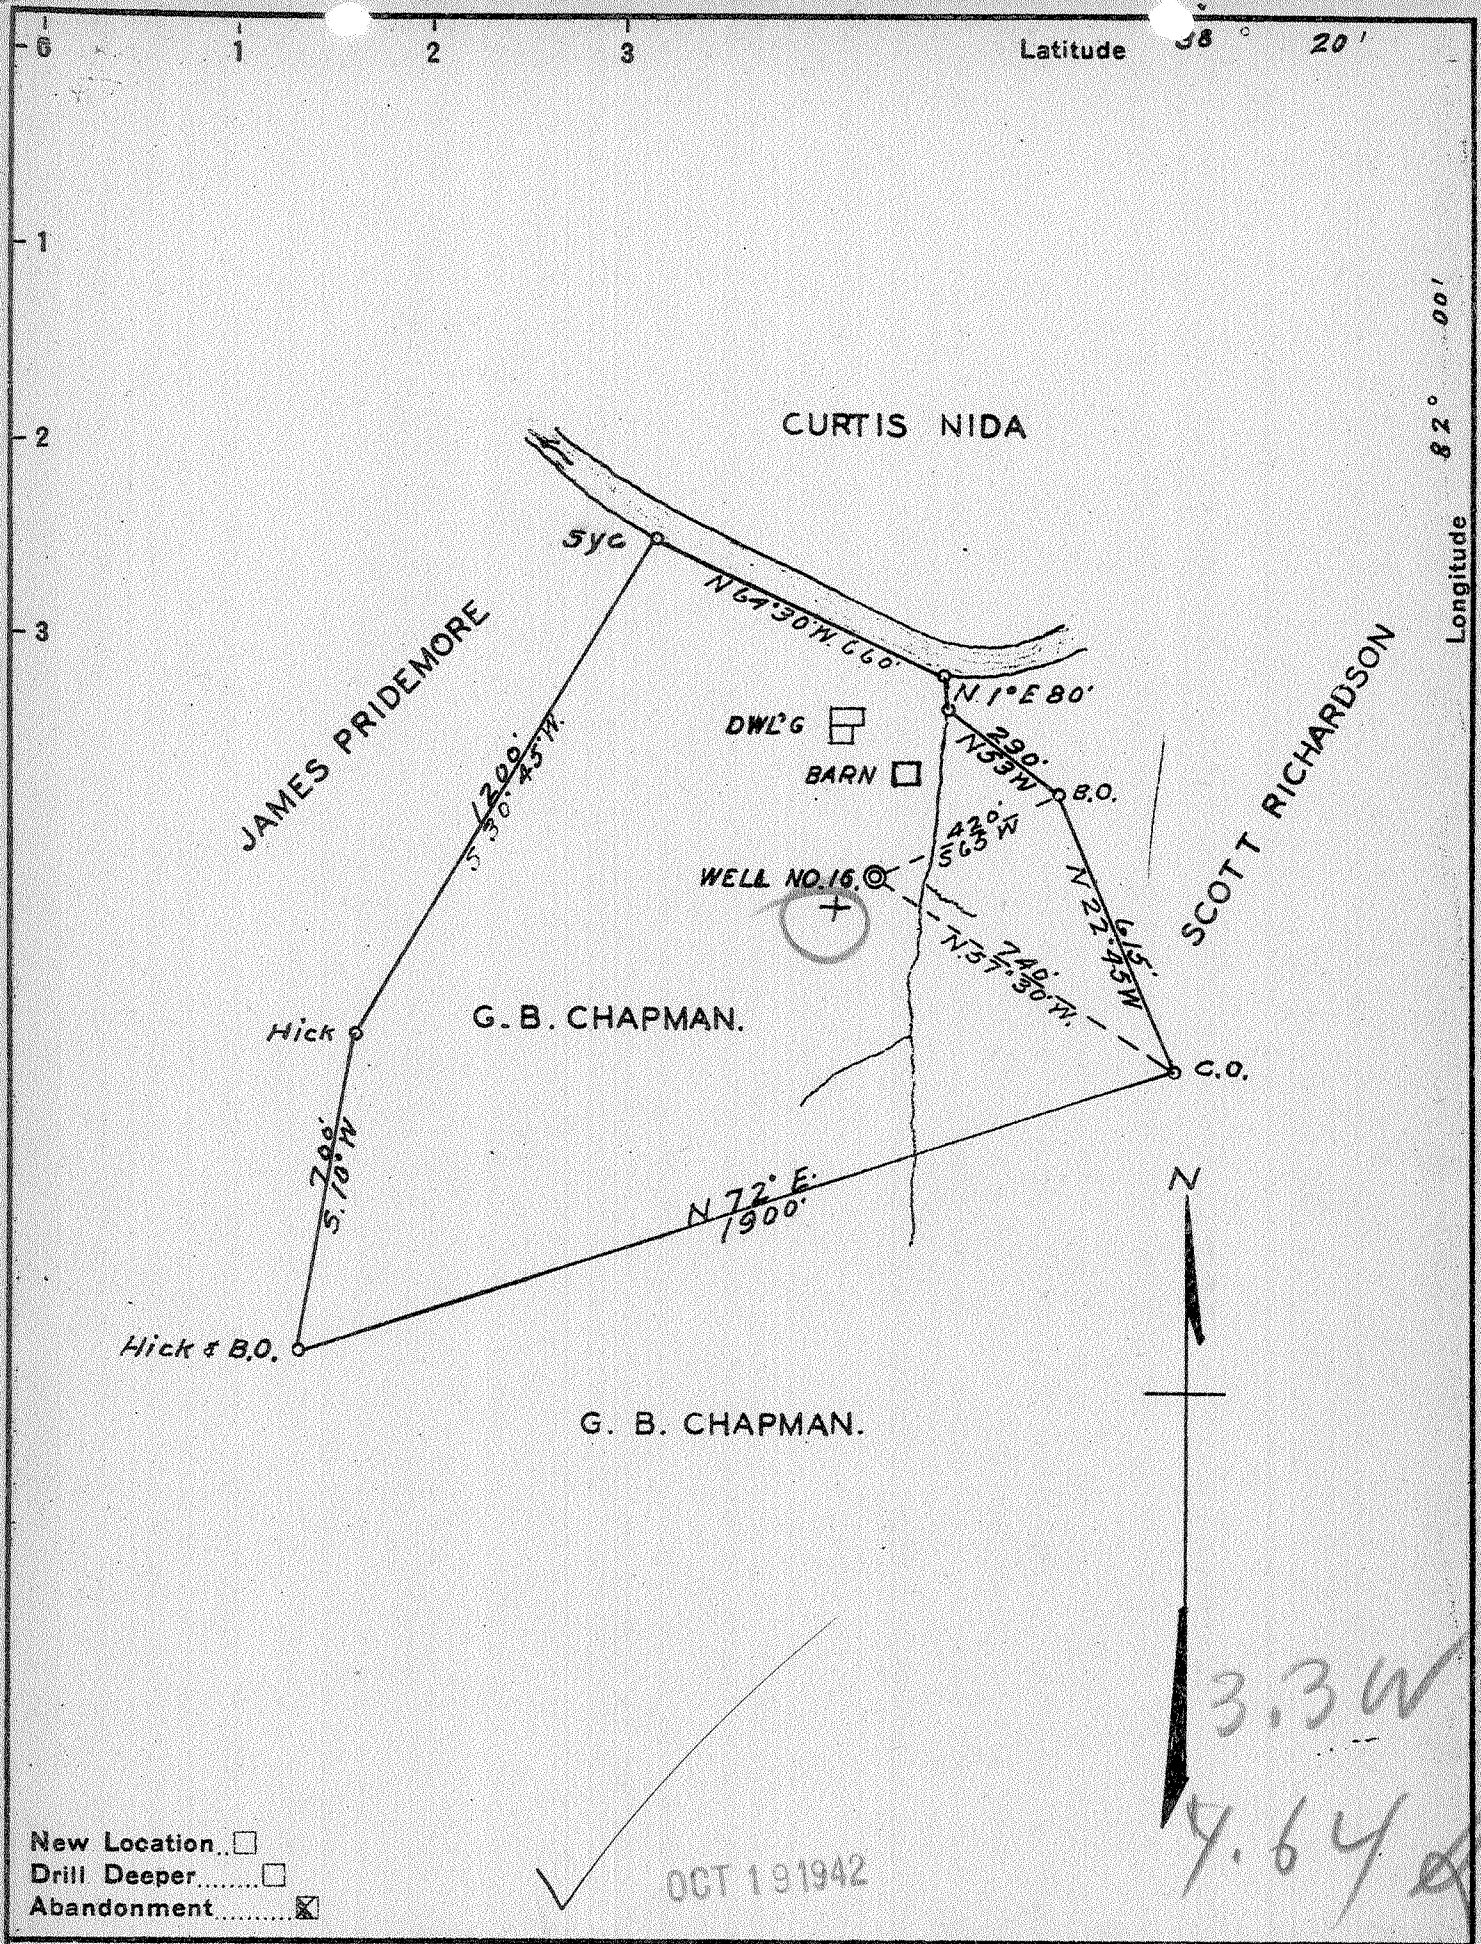 0 1 2 3 Latitude 38° 20'
1
2
3
82° 00'
Longitude
CURTIS NIDA
Syc
N 64°30'W. 660'
JAMES PRIDEMORE
N. 1° E 80'
DWL'G
290'
N 53 W
1200'
S 30° 45' W.
BARN
B.O.
SCOTT RICHARDSON
420'
S 63 W
WELL NO. 16.
615'
N 22° 45 W
740'
N. 57° 30' W.
G. B. CHAPMAN.
Hick
C.O.
700'
S. 10° W
N 72° E.
1900'
N
Hick & B.O.
G. B. CHAPMAN.
3.3 W
New Location..
Drill Deeper........
Abandonment..........
OCT 19 1942